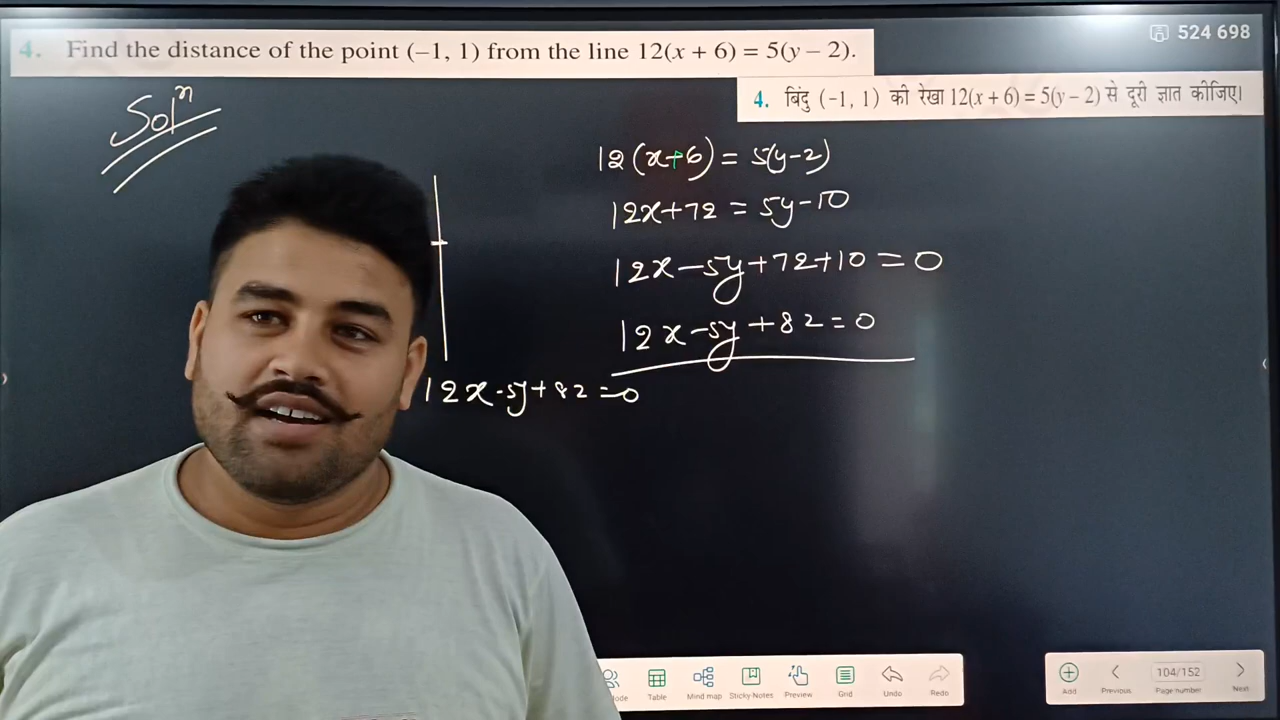 4. Find the distance of the point (–1, 1) from the line 12(x + 6) = 5(y – 2).
524 698
4. बिंदु (–1, 1) की रेखा 12(x + 6) = 5(y – 2) से दूरी ज्ञात कीजिए।
Solⁿ
12(x+6) = 5(y-2)
12x+72 = 5y-10
12x-5y+72+10 = 0
12x-5y+82=0
12x-5y+82=0
Table
Mind map
Sticky Notes
Preview
Grid
Undo
Redo
Add
Previous
104/152
Page number
Next